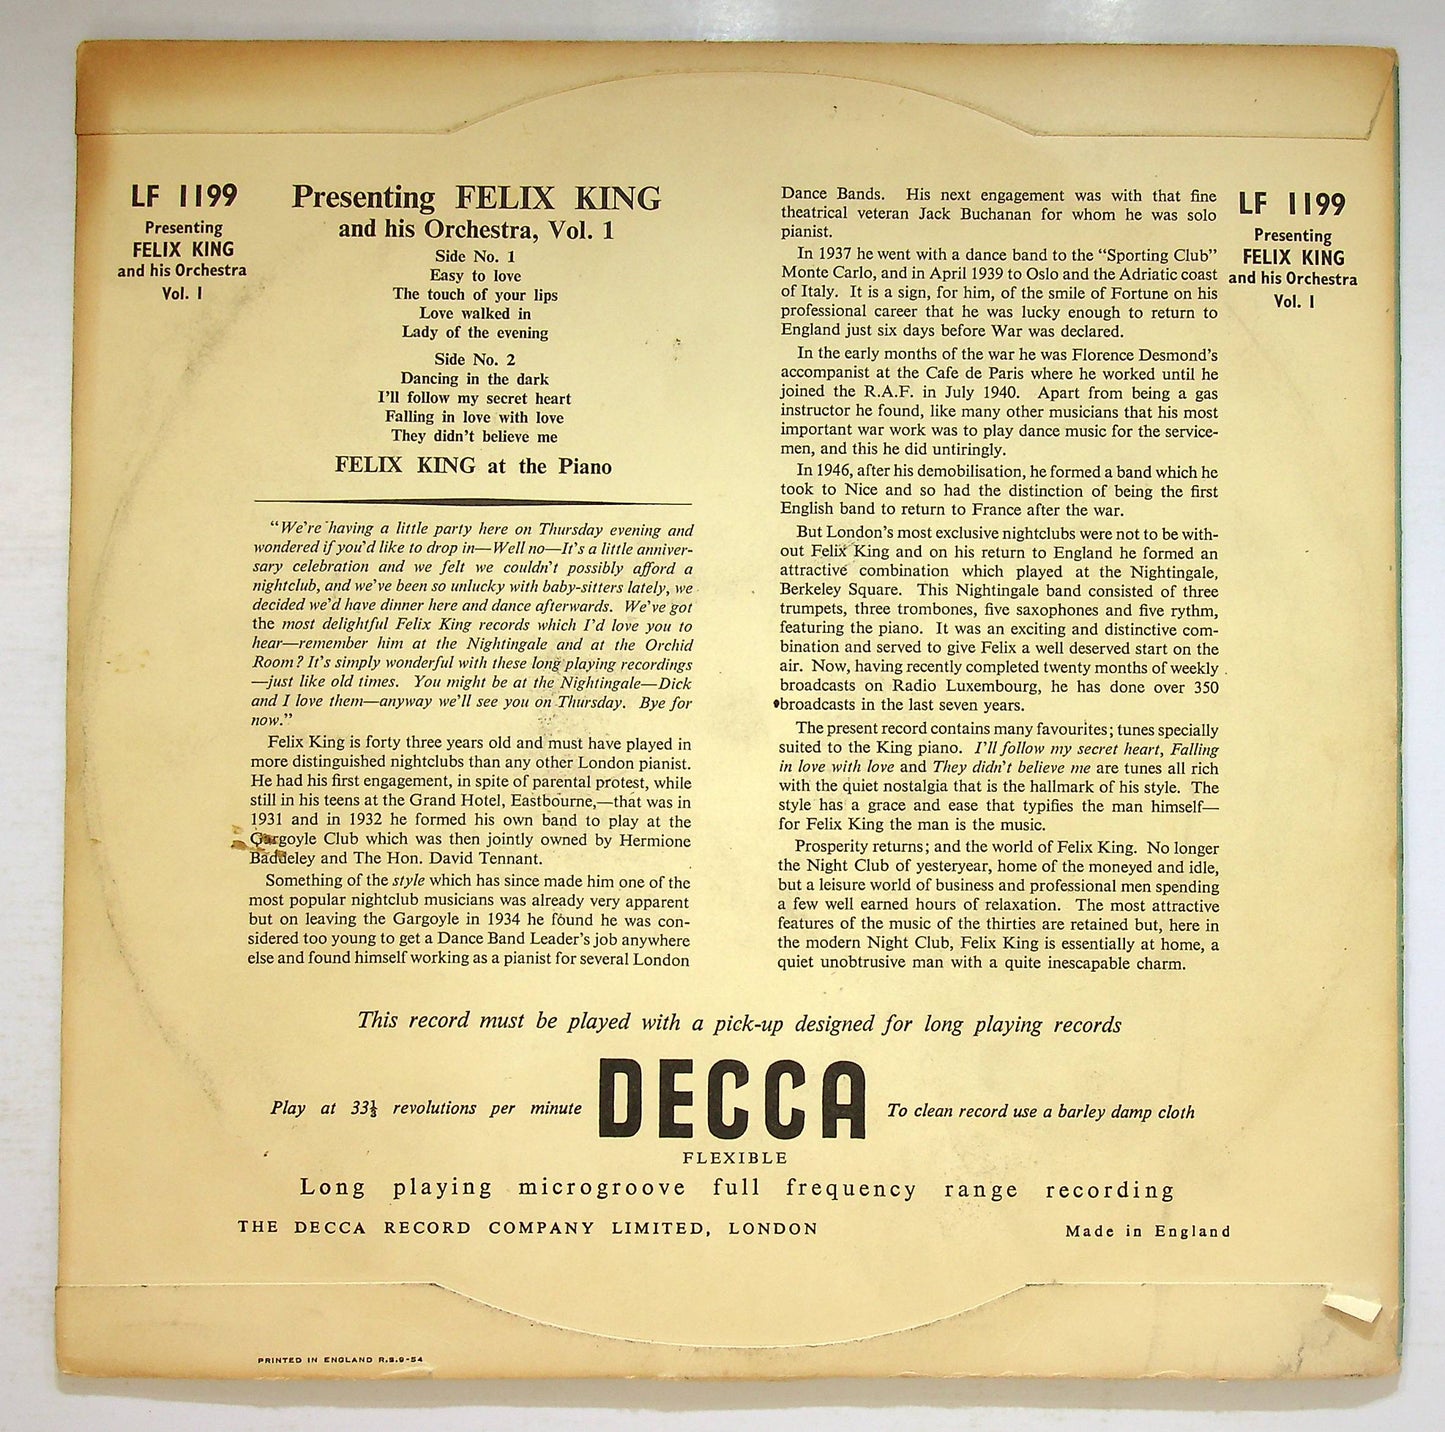 LF 1199
Presenting
FELIX KING
and his Orchestra
Vol. 1
Presenting FELIX KING
and his Orchestra, Vol. 1
Side No. 1
Easy to love
The touch of your lips
Love walked in
Lady of the evening
Side No. 2
Dancing in the dark
I'll follow my secret heart
Falling in love with love
They didn't believe me
FELIX KING at the Piano
"We're having a little party here on Thursday evening and
wondered if you'd like to drop in—Well no—It's a little anniver-
sary celebration and we felt we couldn't possibly afford a
nightclub, and we've been so unlucky with baby-sitters lately, we
decided we'd have dinner here and dance afterwards. We've got
the most delightful Felix King records which I'd love you to
hear—remember him at the Nightingale and at the Orchid
Room? It's simply wonderful with these long playing recordings
—just like old times. You might be at the Nightingale—Dick
and I love them—anyway we'll see you on Thursday. Bye for
now."
Felix King is forty three years old and must have played in
more distinguished nightclubs than any other London pianist.
He had his first engagement, in spite of parental protest, while
still in his teens at the Grand Hotel, Eastbourne,—that was in
1931 and in 1932 he formed his own band to play at the
Gargoyle Club which was then jointly owned by Hermione
Baddeley and The Hon. David Tennant.
Something of the style which has since made him one of the
most popular nightclub musicians was already very apparent
but on leaving the Gargoyle in 1934 he found he was con-
sidered too young to get a Dance Band Leader's job anywhere
else and found himself working as a pianist for several London
Dance Bands. His next engagement was with that fine
theatrical veteran Jack Buchanan for whom he was solo
pianist.
In 1937 he went with a dance band to the "Sporting Club"
Monte Carlo, and in April 1939 to Oslo and the Adriatic coast
of Italy. It is a sign, for him, of the smile of Fortune on his
professional career that he was lucky enough to return to
England just six days before War was declared.
In the early months of the war he was Florence Desmond's
accompanist at the Cafe de Paris where he worked until he
joined the R.A.F. in July 1940. Apart from being a gas
instructor he found, like many other musicians that his most
important war work was to play dance music for the service-
men, and this he did untiringly.
In 1946, after his demobilisation, he formed a band which he
took to Nice and so had the distinction of being the first
English band to return to France after the war.
But London's most exclusive nightclubs were not to be with-
out Felix King and on his return to England he formed an
attractive combination which played at the Nightingale,
Berkeley Square. This Nightingale band consisted of three
trumpets, three trombones, five saxophones and five rythm,
featuring the piano. It was an exciting and distinctive com-
bination and served to give Felix a well deserved start on the
air. Now, having recently completed twenty months of weekly
broadcasts on Radio Luxembourg, he has done over 350
broadcasts in the last seven years.
The present record contains many favourites; tunes specially
suited to the King piano. I'll follow my secret heart, Falling
in love with love and They didn't believe me are tunes all rich
with the quiet nostalgia that is the hallmark of his style. The
style has a grace and ease that typifies the man himself—
for Felix King the man is the music.
Prosperity returns; and the world of Felix King. No longer
the Night Club of yesteryear, home of the moneyed and idle,
but a leisure world of business and professional men spending
a few well earned hours of relaxation. The most attractive
features of the music of the thirties are retained but, here in
the modern Night Club, Felix King is essentially at home, a
quiet unobtrusive man with a quite inescapable charm.
LF 1199
Presenting
FELIX KING
and his Orchestra
Vol. 1
This record must be played with a pick-up designed for long playing records
Play at 33⅓ revolutions per minute
DECCA
To clean record use a barley damp cloth
FLEXIBLE
Long playing microgroove full frequency range recording
THE DECCA RECORD COMPANY LIMITED, LONDON
Made in England
PRINTED IN ENGLAND R.S.9-54